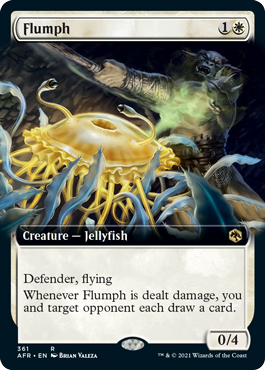 Flumph 1
Creature — Jellyfish
Defender, flying
Whenever Flumph is dealt damage, you
and target opponent each draw a card.
0/4
361 R
AFR • EN Brian Valeza ™ & © 2021 Wizards of the Coast